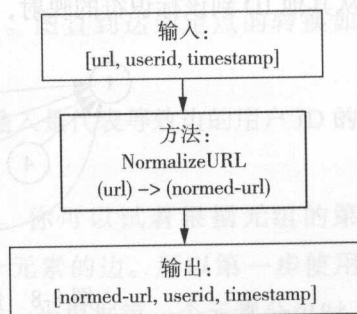 输入：
[url, userid, timestamp]
方法：
NormalizeURL
(url) –> (normed-url)
输出：
[normed-url, userid, timestamp]